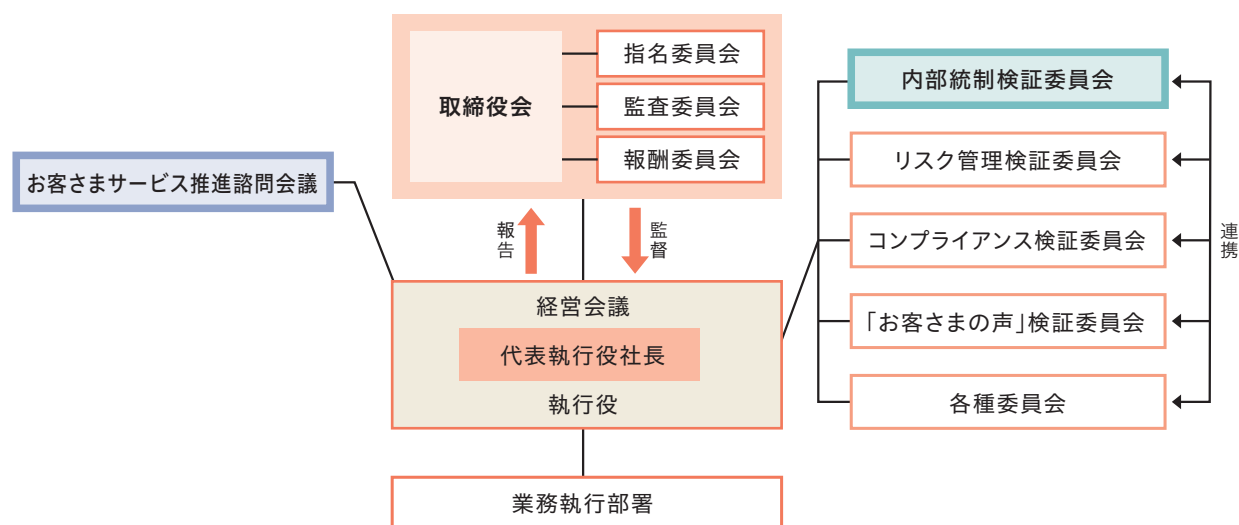 取締役会
指名委員会
監査委員会
報酬委員会
お客さまサービス推進諮問会議
報告
監督
経営会議
代表執行役社長
執行役
業務執行部署
内部統制検証委員会
リスク管理検証委員会
コンプライアンス検証委員会
「お客さまの声」検証委員会
各種委員会
連携